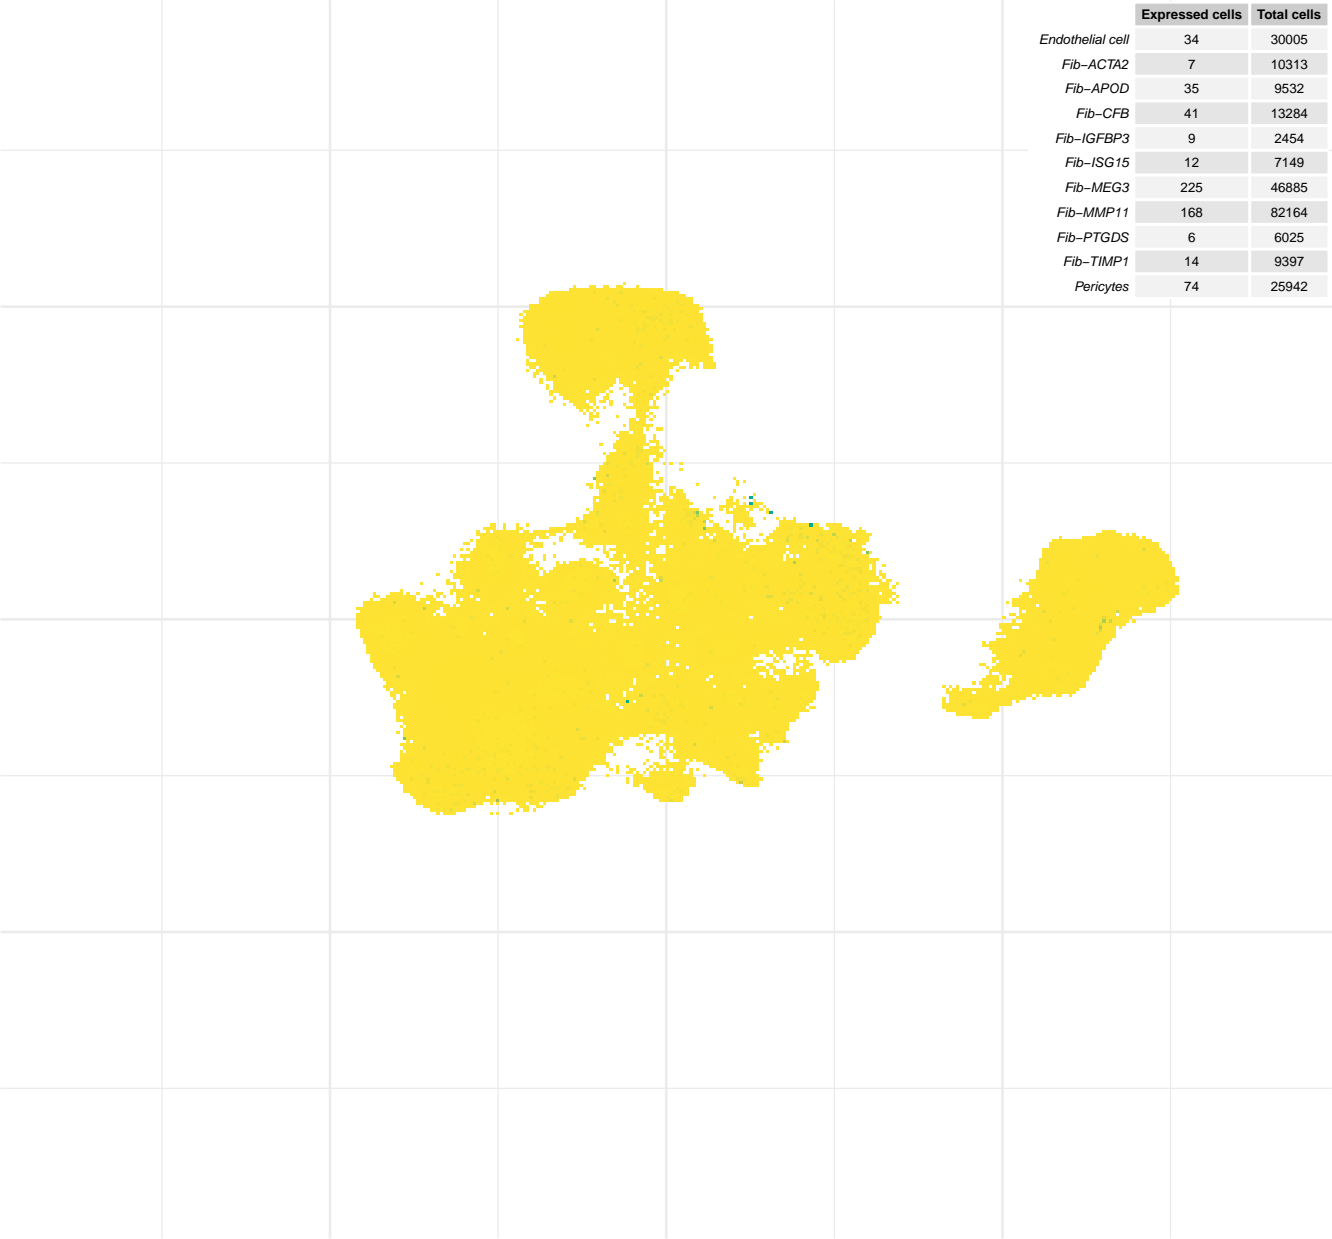 Expressed cells Total cells
Endothelial cell 34 30005
Fib−ACTA2 7 10313
Fib−APOD 35 9532
Fib−CFB 41 13284
Fib−IGFBP3 9 2454
Fib−ISG15 12 7149
Fib−MEG3 225 46885
Fib−MMP11 168 82164
Fib−PTGDS 6 6025
Fib−TIMP1 14 9397
Pericytes 74 25942